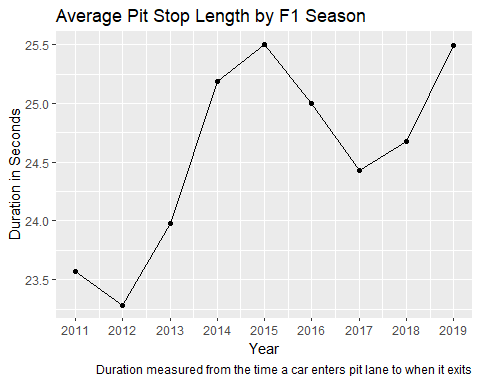 Average Pit Stop Length by F1 Season
Duration in Seconds
25.5
25.0
24.5
24.0
23.5
2011 2012 2013 2014 2015 2016 2017 2018 2019
Year
Duration measured from the time a car enters pit lane to when it exits